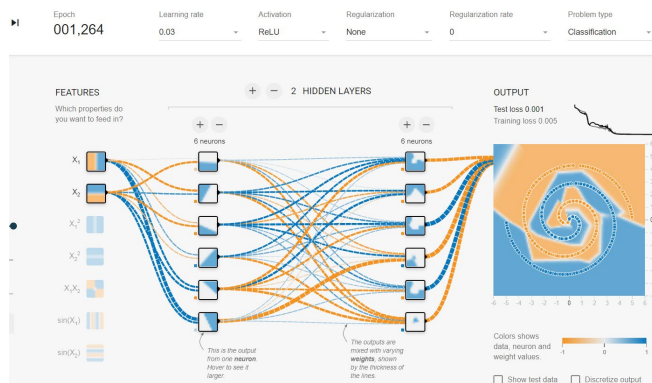 Epoch
001,264
Learning rate
0.03
Activation
ReLU
Regularization
None
Regularization rate
0
Problem type
Classification
FEATURES
Which properties do
you want to feed in?
+ − 2 HIDDEN LAYERS
+ −
6 neurons
+ −
6 neurons
X₁
X₂
X₁²
X₂²
X₁X₂
sin(X₁)
sin(X₂)
This is the output
from one neuron.
Hover to see it
larger.
The outputs are
mixed with varying
weights, shown
by the thickness of
the lines.
OUTPUT
Test loss 0.001
Training loss 0.005
-6 -5 -4 -3 -2 -1 0 1 2 3 4 5 6
Colors shows
data, neuron and
weight values.
-1 0 1
Show test data
Discretize output